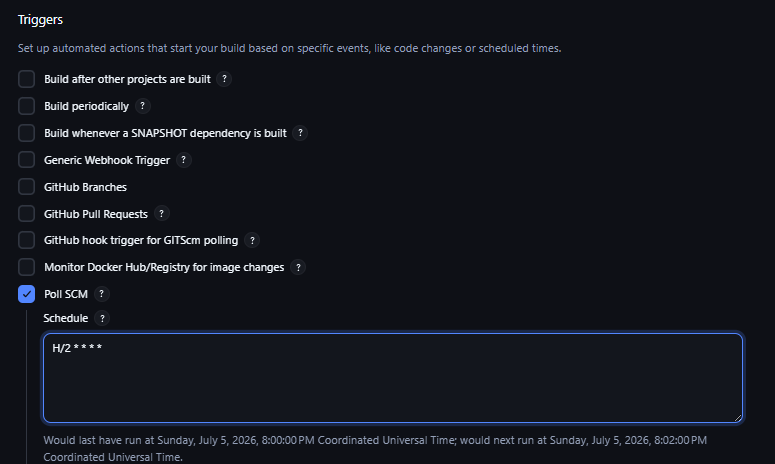 Triggers
Set up automated actions that start your build based on specific events, like code changes or scheduled times.
Build after other projects are built ?
Build periodically ?
Build whenever a SNAPSHOT dependency is built ?
Generic Webhook Trigger ?
GitHub Branches
GitHub Pull Requests ?
GitHub hook trigger for GITScm polling ?
Monitor Docker Hub/Registry for image changes ?
Poll SCM ?
Schedule ?
H/2 * * * *
Would last have run at Sunday, July 5, 2026, 8:00:00 PM Coordinated Universal Time; would next run at Sunday, July 5, 2026, 8:02:00 PM
Coordinated Universal Time.